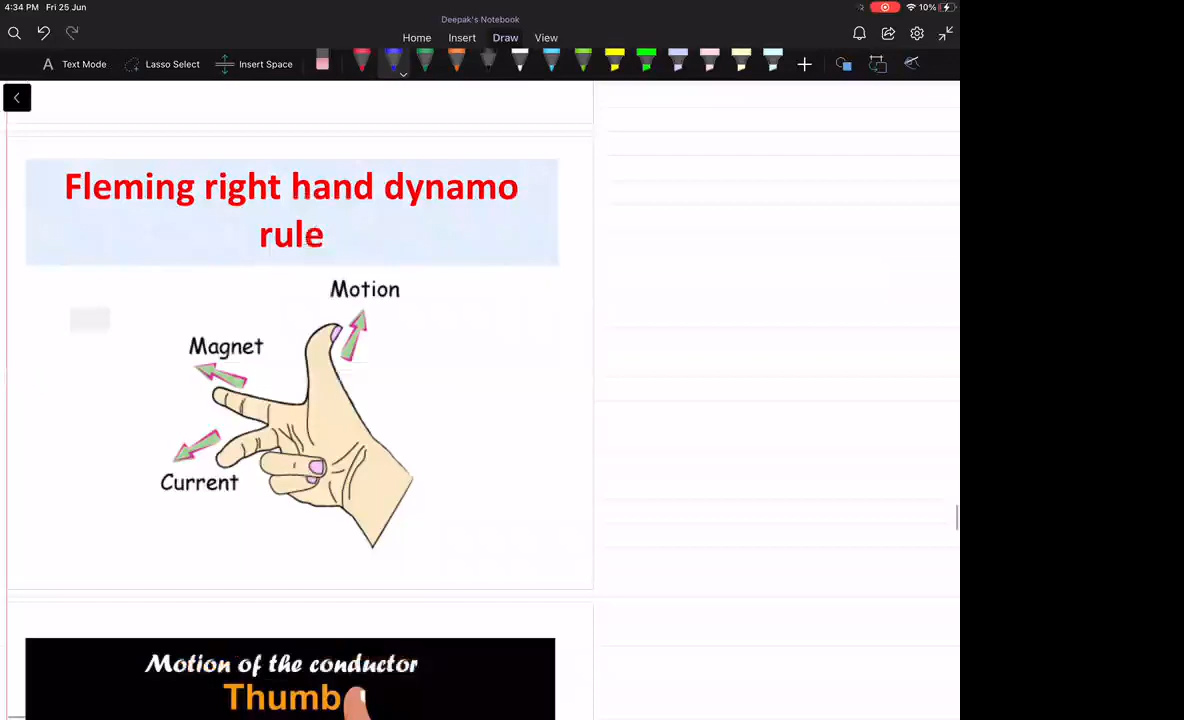 4:34 PM Fri 25 Jun
10%
Deepak's Notebook
Home Insert Draw View
A Text Mode Lasso Select Insert Space
Fleming right hand dynamo
rule
Motion
Magnet
Current
Motion of the conductor
Thumb